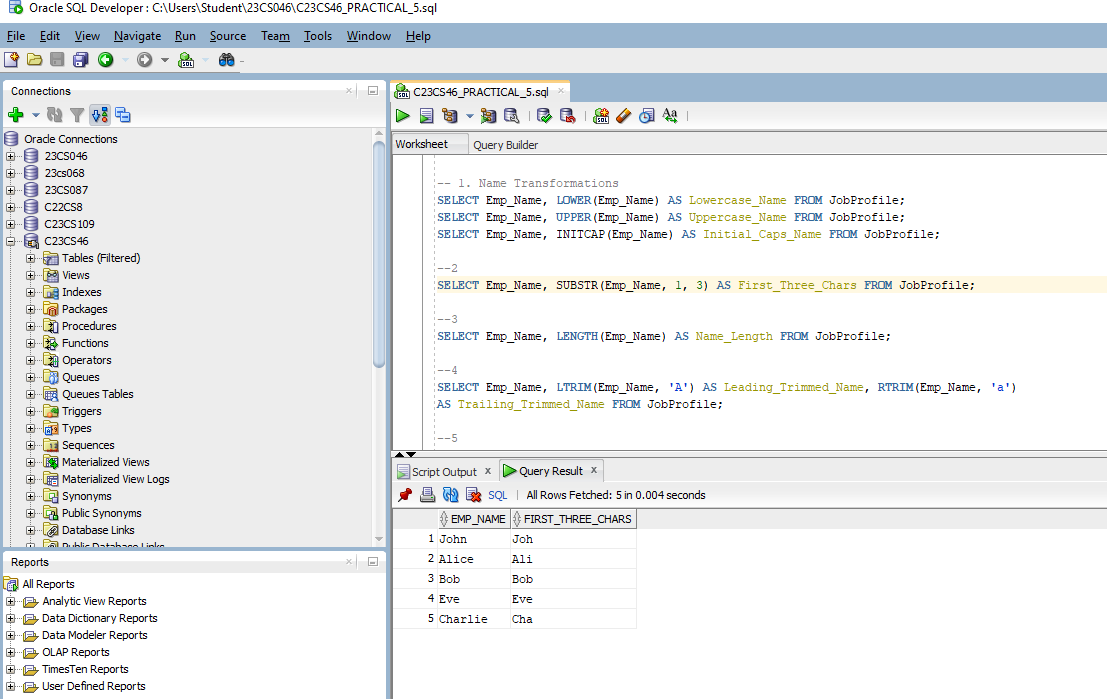 Oracle SQL Developer : C:\Users\Student\23CS046\C23CS46_PRACTICAL_5.sql
File Edit View Navigate Run Source Team Tools Window Help
Connections
Oracle Connections
23CS046
23cs068
23CS087
C22CS8
C23CS109
C23CS46
Tables (Filtered)
Views
Indexes
Packages
Procedures
Functions
Operators
Queues
Queues Tables
Triggers
Types
Sequences
Materialized Views
Materialized View Logs
Synonyms
Public Synonyms
Database Links
Public Database Links
Reports
All Reports
Analytic View Reports
Data Dictionary Reports
Data Modeler Reports
OLAP Reports
TimesTen Reports
User Defined Reports
C23CS46_PRACTICAL_5.sql
Worksheet Query Builder
-- 1. Name Transformations
SELECT Emp_Name, LOWER(Emp_Name) AS Lowercase_Name FROM JobProfile;
SELECT Emp_Name, UPPER(Emp_Name) AS Uppercase_Name FROM JobProfile;
SELECT Emp_Name, INITCAP(Emp_Name) AS Initial_Caps_Name FROM JobProfile;
--2
SELECT Emp_Name, SUBSTR(Emp_Name, 1, 3) AS First_Three_Chars FROM JobProfile;
--3
SELECT Emp_Name, LENGTH(Emp_Name) AS Name_Length FROM JobProfile;
--4
SELECT Emp_Name, LTRIM(Emp_Name, 'A') AS Leading_Trimmed_Name, RTRIM(Emp_Name, 'a')
AS Trailing_Trimmed_Name FROM JobProfile;
--5
Script Output x Query Result x
SQL | All Rows Fetched: 5 in 0.004 seconds
EMP_NAME FIRST_THREE_CHARS
1 John Joh
2 Alice Ali
3 Bob Bob
4 Eve Eve
5 Charlie Cha